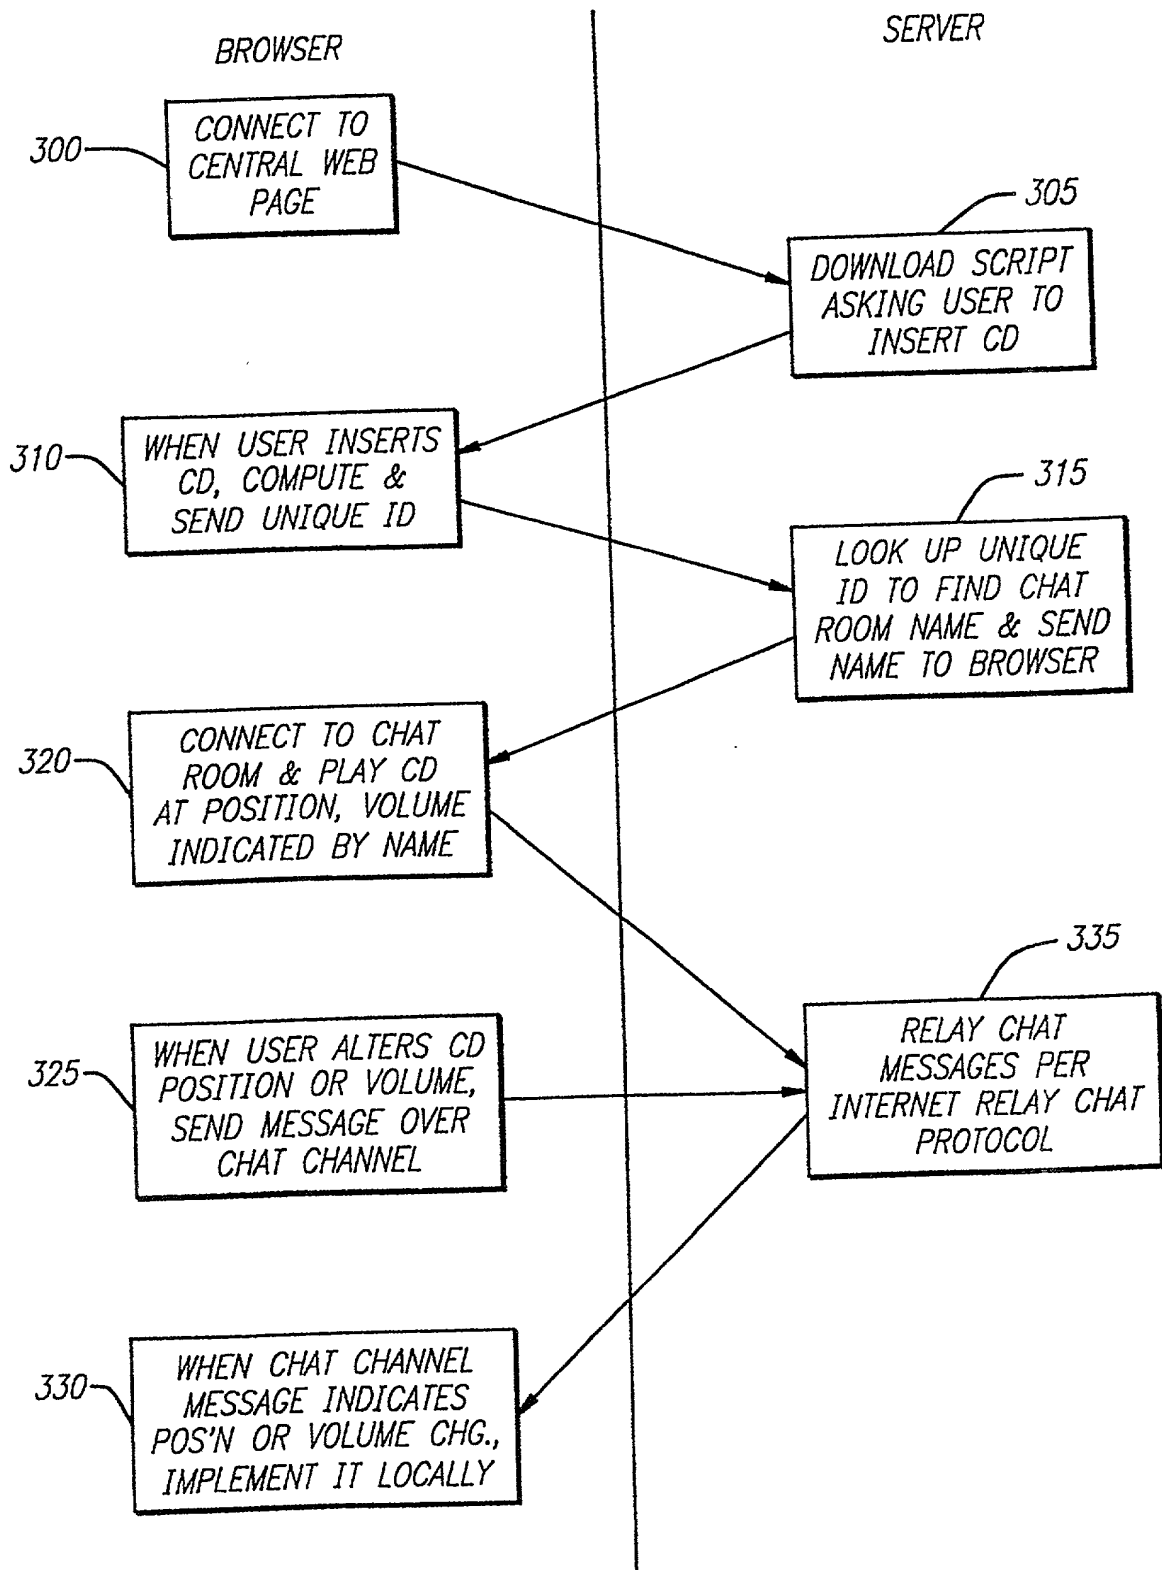 BROWSER
SERVER
300
CONNECT TO
CENTRAL WEB
PAGE
305
DOWNLOAD SCRIPT
ASKING USER TO
INSERT CD
310
WHEN USER INSERTS
CD, COMPUTE &
SEND UNIQUE ID
315
LOOK UP UNIQUE
ID TO FIND CHAT
ROOM NAME & SEND
NAME TO BROWSER
320
CONNECT TO CHAT
ROOM & PLAY CD
AT POSITION, VOLUME
INDICATED BY NAME
335
RELAY CHAT
MESSAGES PER
INTERNET RELAY CHAT
PROTOCOL
325
WHEN USER ALTERS CD
POSITION OR VOLUME,
SEND MESSAGE OVER
CHAT CHANNEL
330
WHEN CHAT CHANNEL
MESSAGE INDICATES
POS'N OR VOLUME CHG.,
IMPLEMENT IT LOCALLY